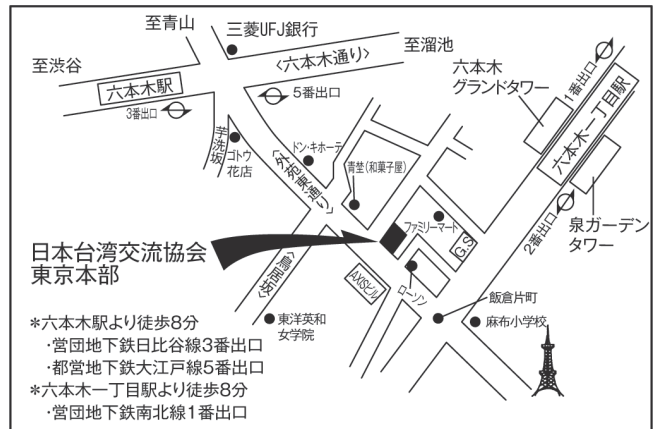 至青山
三菱UFJ銀行
至渋谷
〈六本木通り〉
至溜池
六本木駅
3番出口
5番出口
六本木
グランドタワー
1番出口
六本木一丁目駅
芋洗坂
ゴトウ
花店
ドン・キホーテ
〈外苑東通り〉
青埜(和菓子屋)
ファミリーマート
G.S
2番出口
泉ガーデン
タワー
日本台湾交流協会
東京本部
〈鳥居坂〉
AXISビル
ローソン
飯倉片町
麻布小学校
東洋英和
女学院
*六本木駅より徒歩8分
・営団地下鉄日比谷線3番出口
・都営地下鉄大江戸線5番出口
*六本木一丁目駅より徒歩8分
・営団地下鉄南北線1番出口